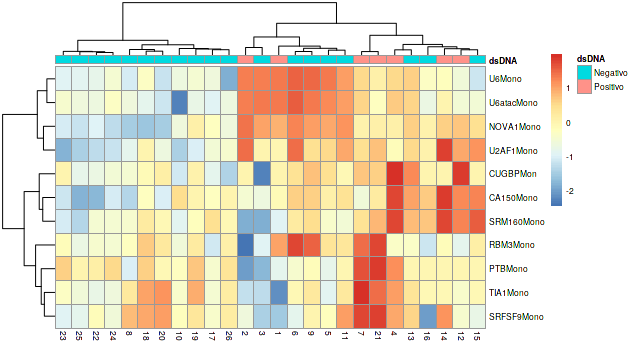 dsDNA
dsDNA
Negativo
Positivo
U6Mono
U6atacMono
NOVA1Mono
U2AF1Mono
CUGBPMon
CA150Mono
SRM160Mono
RBM3Mono
PTBMono
TIA1Mono
SRFSF9Mono
1
0
-1
-2
23 25 22 24 8 18 20 10 19 17 26 2 3 1 6 9 5 11 7 21 4 13 16 14 12 15